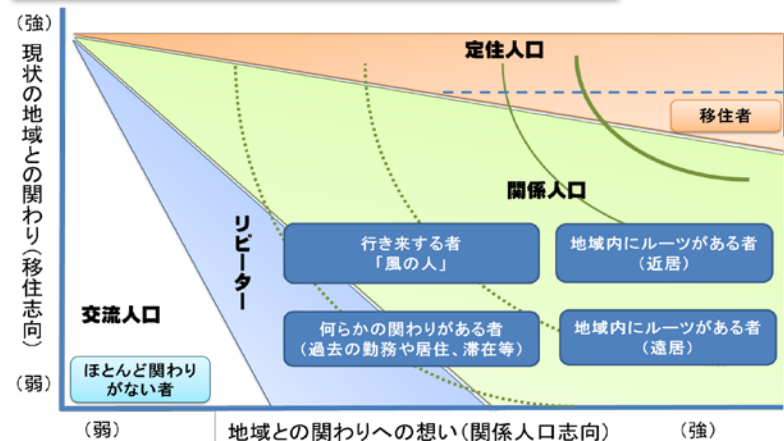 (強)
現状の地域との関わり(移住志向)
(弱)
定住人口
移住者
関係人口
リピーター
行き来する者
「風の人」
地域内にルーツがある者
(近居)
交流人口
何らかの関わりがある者
(過去の勤務や居住、滞在等)
地域内にルーツがある者
(遠居)
ほとんど関わり
がない者
(弱)
地域との関わりへの想い(関係人口志向)
(強)